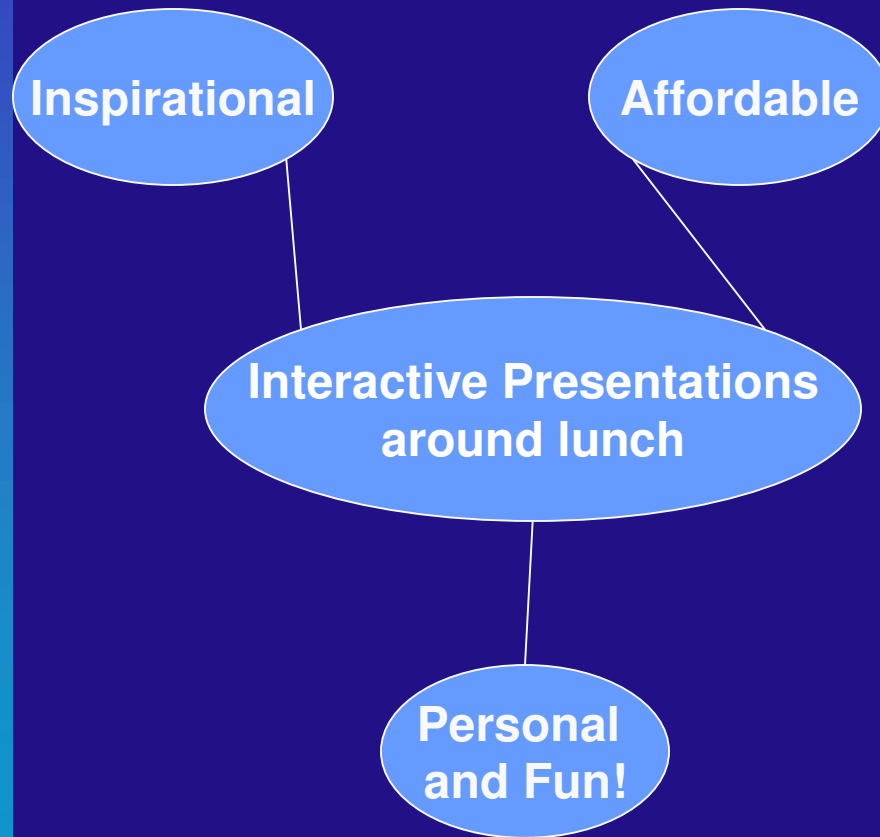 Inspirational
Affordable
Interactive Presentations
around lunch
Personal
and Fun!